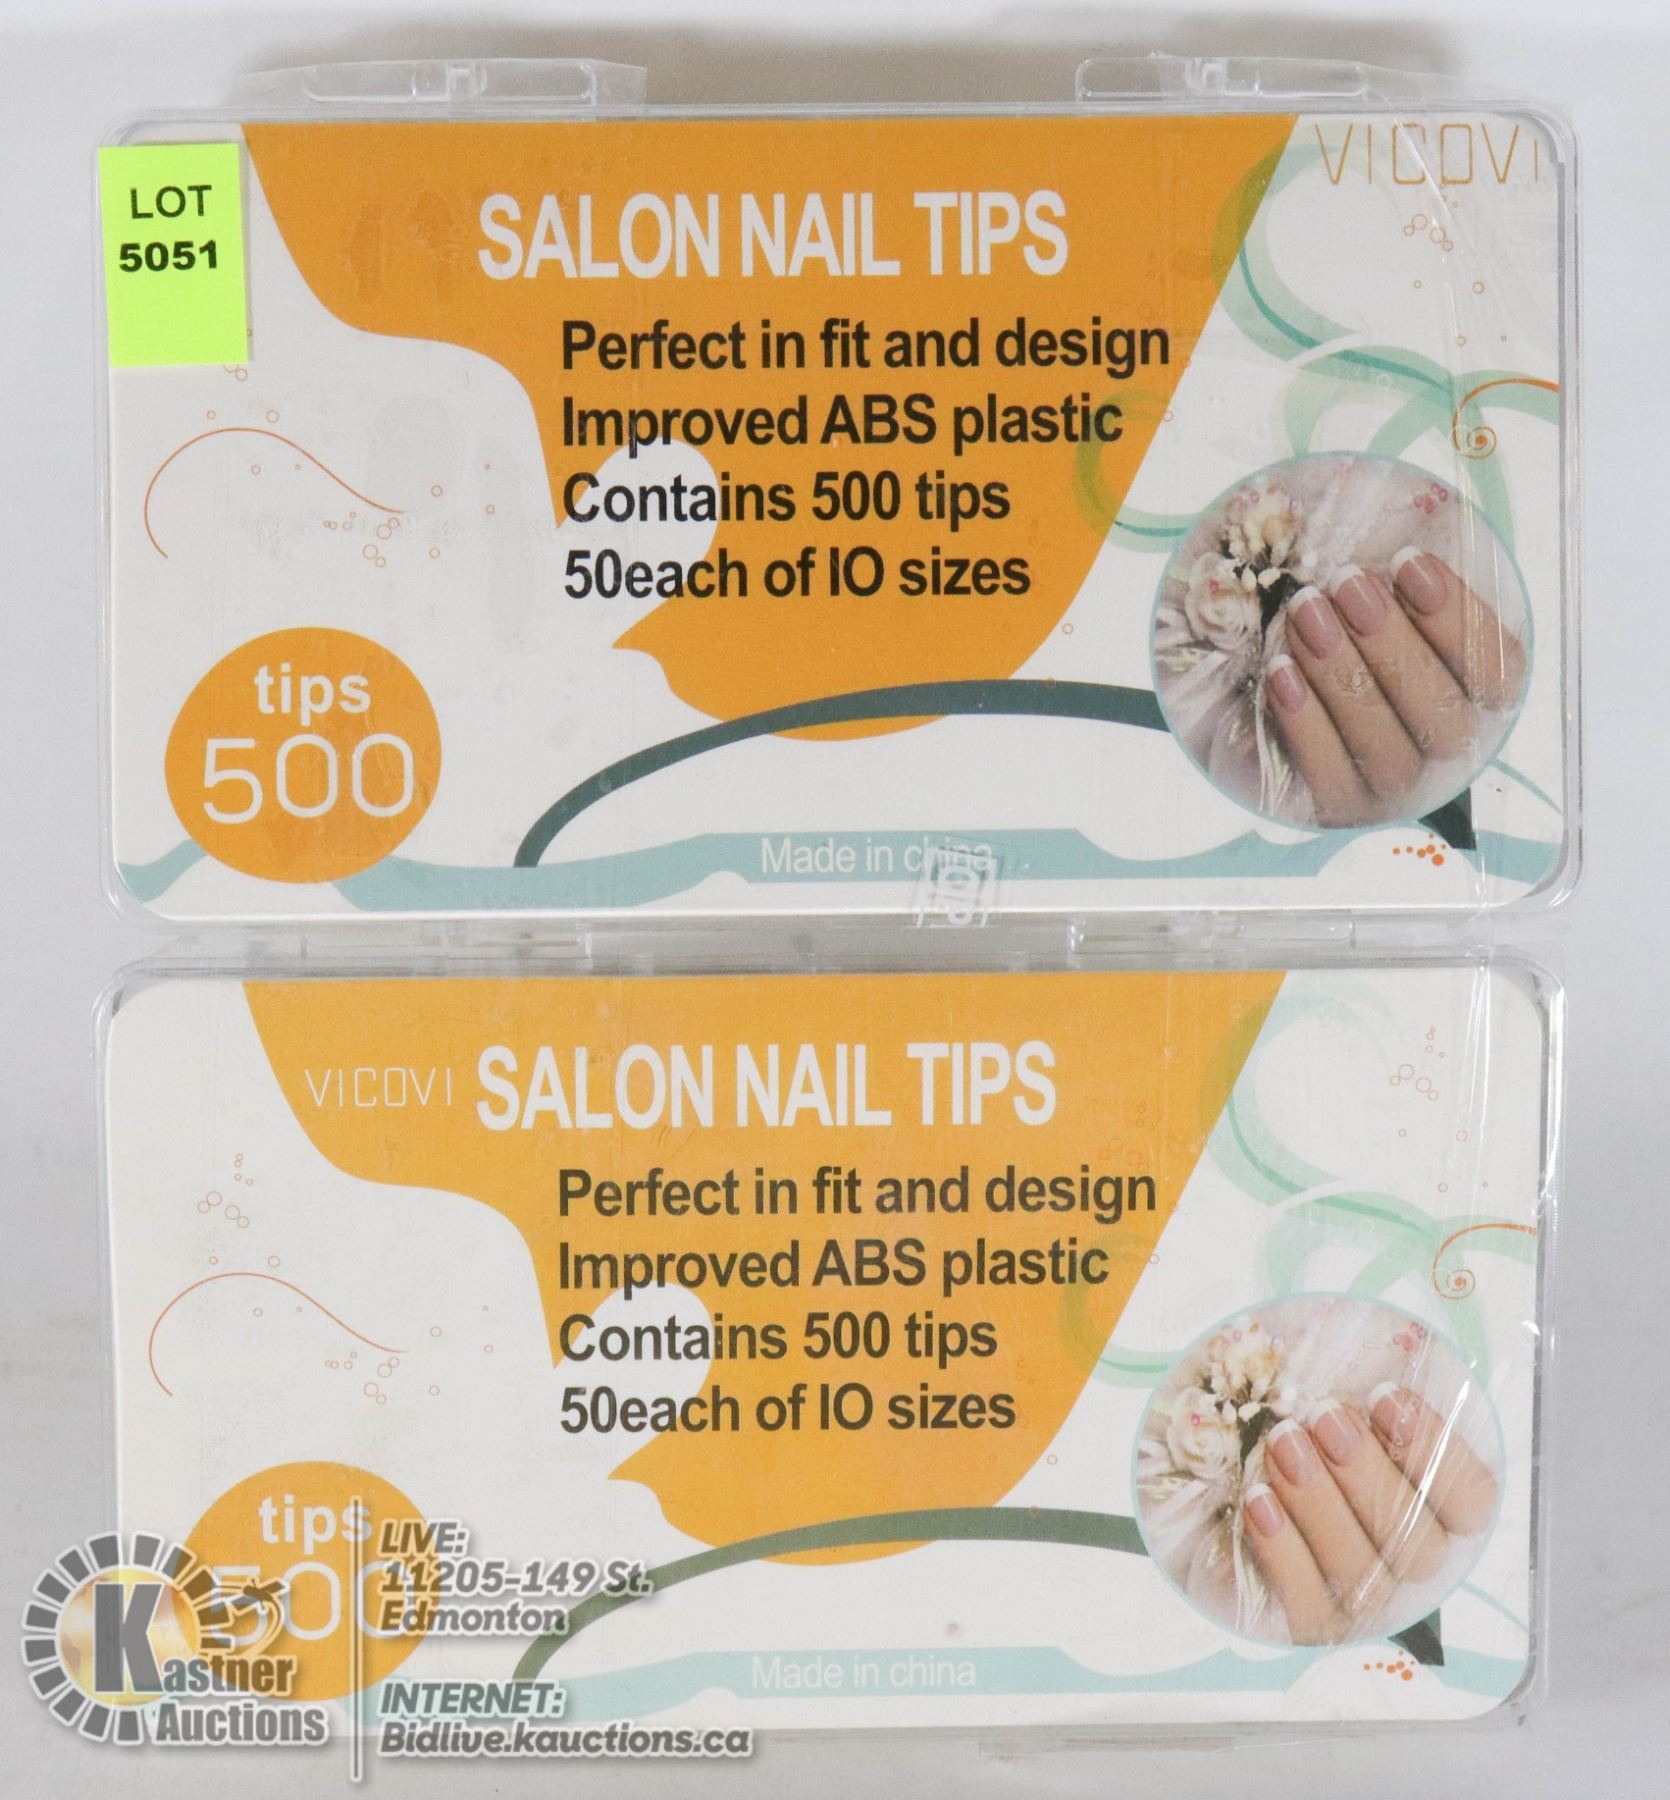 LOT
5051
VICOVI
SALON NAIL TIPS
Perfect in fit and design
Improved ABS plastic
Contains 500 tips
50each of IO sizes
tips
500
Made in china
VICOVI
SALON NAIL TIPS
Perfect in fit and design
Improved ABS plastic
Contains 500 tips
50each of IO sizes
tips
500
Made in china
Kastner
Auctions
LIVE:
11205-149 St.
Edmonton
INTERNET:
Bidlive.kauctions.ca